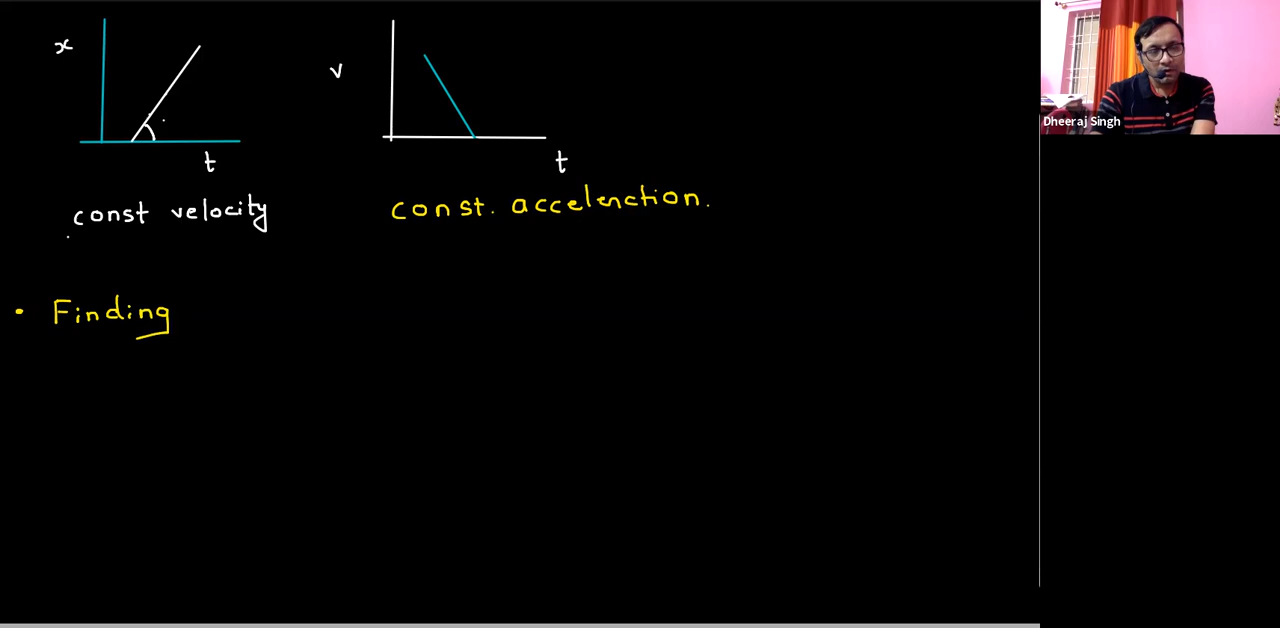 x
t
const velocity
v
t
const. accelenction.
• Finding
Dheeraj Singh